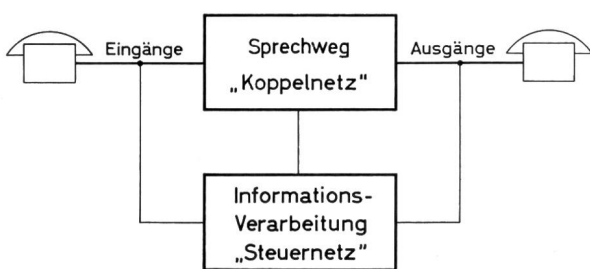 Eingänge
Sprechweg
„Koppelnetz"
Ausgänge
Informations-
Verarbeitung
„Steuernetz"